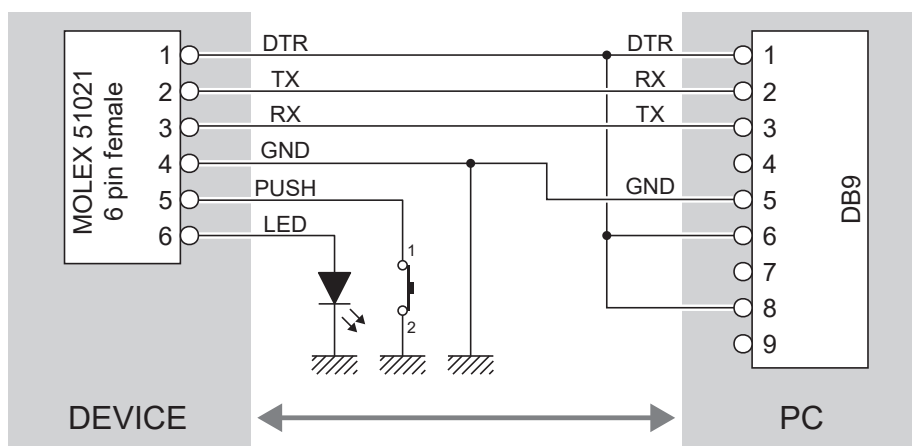 MOLEX 51021
6 pin female
1
2
3
4
5
6
DTR
TX
RX
GND
PUSH
LED
1
2
DTR
RX
TX
GND
1
2
3
4
5
6
7
8
9
DB9
DEVICE
PC